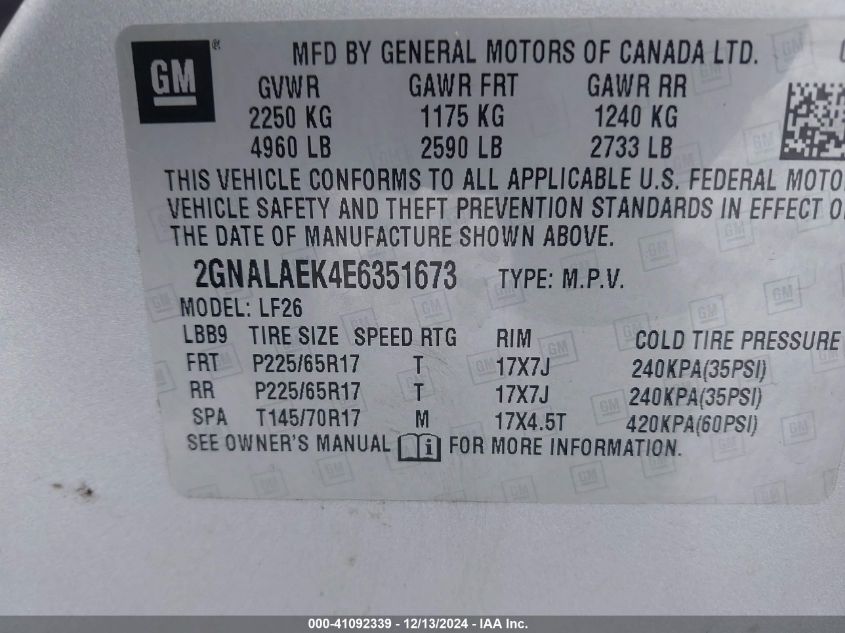 GM ® MFD BY GENERAL MOTORS OF CANADA LTD.
GVWR GAWR FRT GAWR RR
2250 KG 1175 KG 1240 KG
4960 LB 2590 LB 2733 LB
THIS VEHICLE CONFORMS TO ALL APPLICABLE U.S. FEDERAL MOTO
VEHICLE SAFETY AND THEFT PREVENTION STANDARDS IN EFFECT O
THE DATE OF MANUFACTURE SHOWN ABOVE.
2GNALAEK4E6351673 TYPE: M.P.V.
MODEL: LF26
LBB9 TIRE SIZE SPEED RTG RIM COLD TIRE PRESSURE
FRT P225/65R17 T 17X7J 240KPA(35PSI)
RR P225/65R17 T 17X7J 240KPA(35PSI)
SPA T145/70R17 M 17X4.5T 420KPA(60PSI)
SEE OWNER'S MANUAL i FOR MORE INFORMATION.
000-41092339 - 12/13/2024 - IAA Inc.